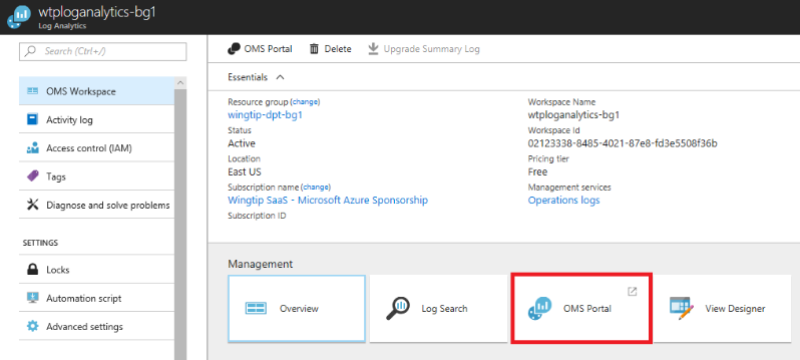 wtploganalytics-bg1
Log Analytics
Search (Ctrl+/)
OMS Workspace
Activity log
Access control (IAM)
Tags
Diagnose and solve problems
SETTINGS
Locks
Automation script
Advanced settings
OMS Portal Delete Upgrade Summary Log
Essentials
Resource group (change)
wingtip-dpt-bg1
Status
Active
Location
East US
Subscription name (change)
Wingtip SaaS - Microsoft Azure Sponsorship
Subscription ID
Workspace Name
wtploganalytics-bg1
Workspace Id
02123338-8485-4021-87e8-fd3e5508f36b
Pricing tier
Free
Management services
Operations logs
Management
Overview
Log Search
OMS Portal
View Designer